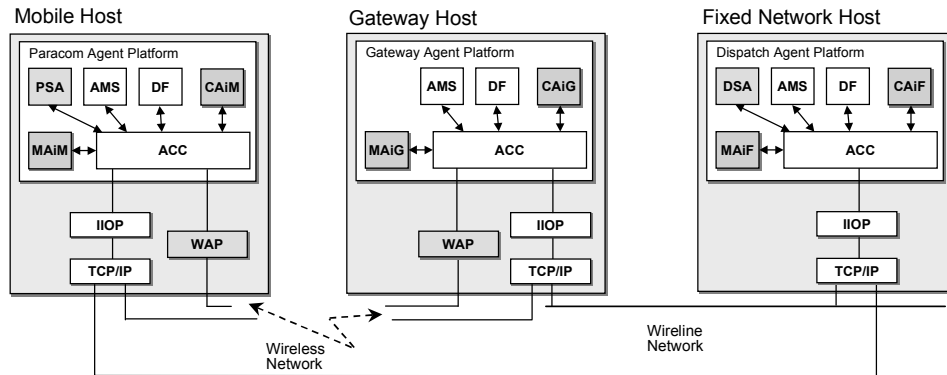 Mobile Host
Gateway Host
Fixed Network Host
Paracom Agent Platform
Gateway Agent Platform
Dispatch Agent Platform
PSA
AMS
DF
CAiM
AMS
DF
CAiG
DSA
AMS
DF
CAiF
MAiM
ACC
MAiG
ACC
MAiF
ACC
IIOP
WAP
WAP
IIOP
IIOP
TCP/IP
TCP/IP
TCP/IP
Wireless
Network
Wireline
Network